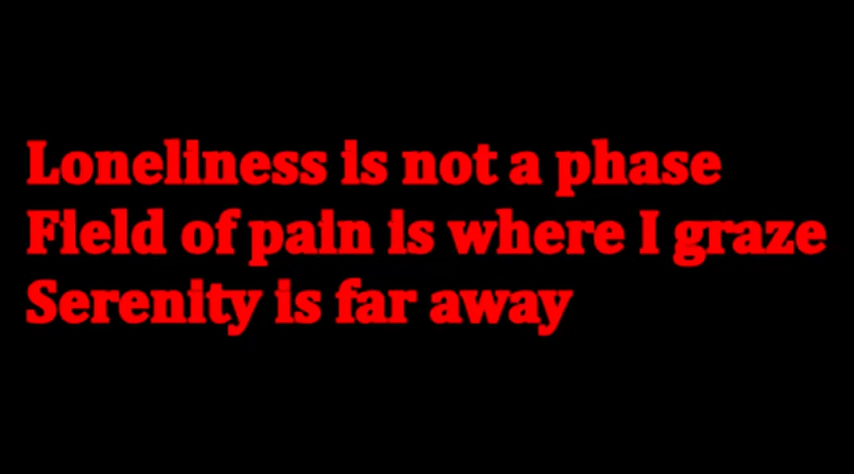 Loneliness is not a phase
Field of pain is where I graze
Serenity is far away